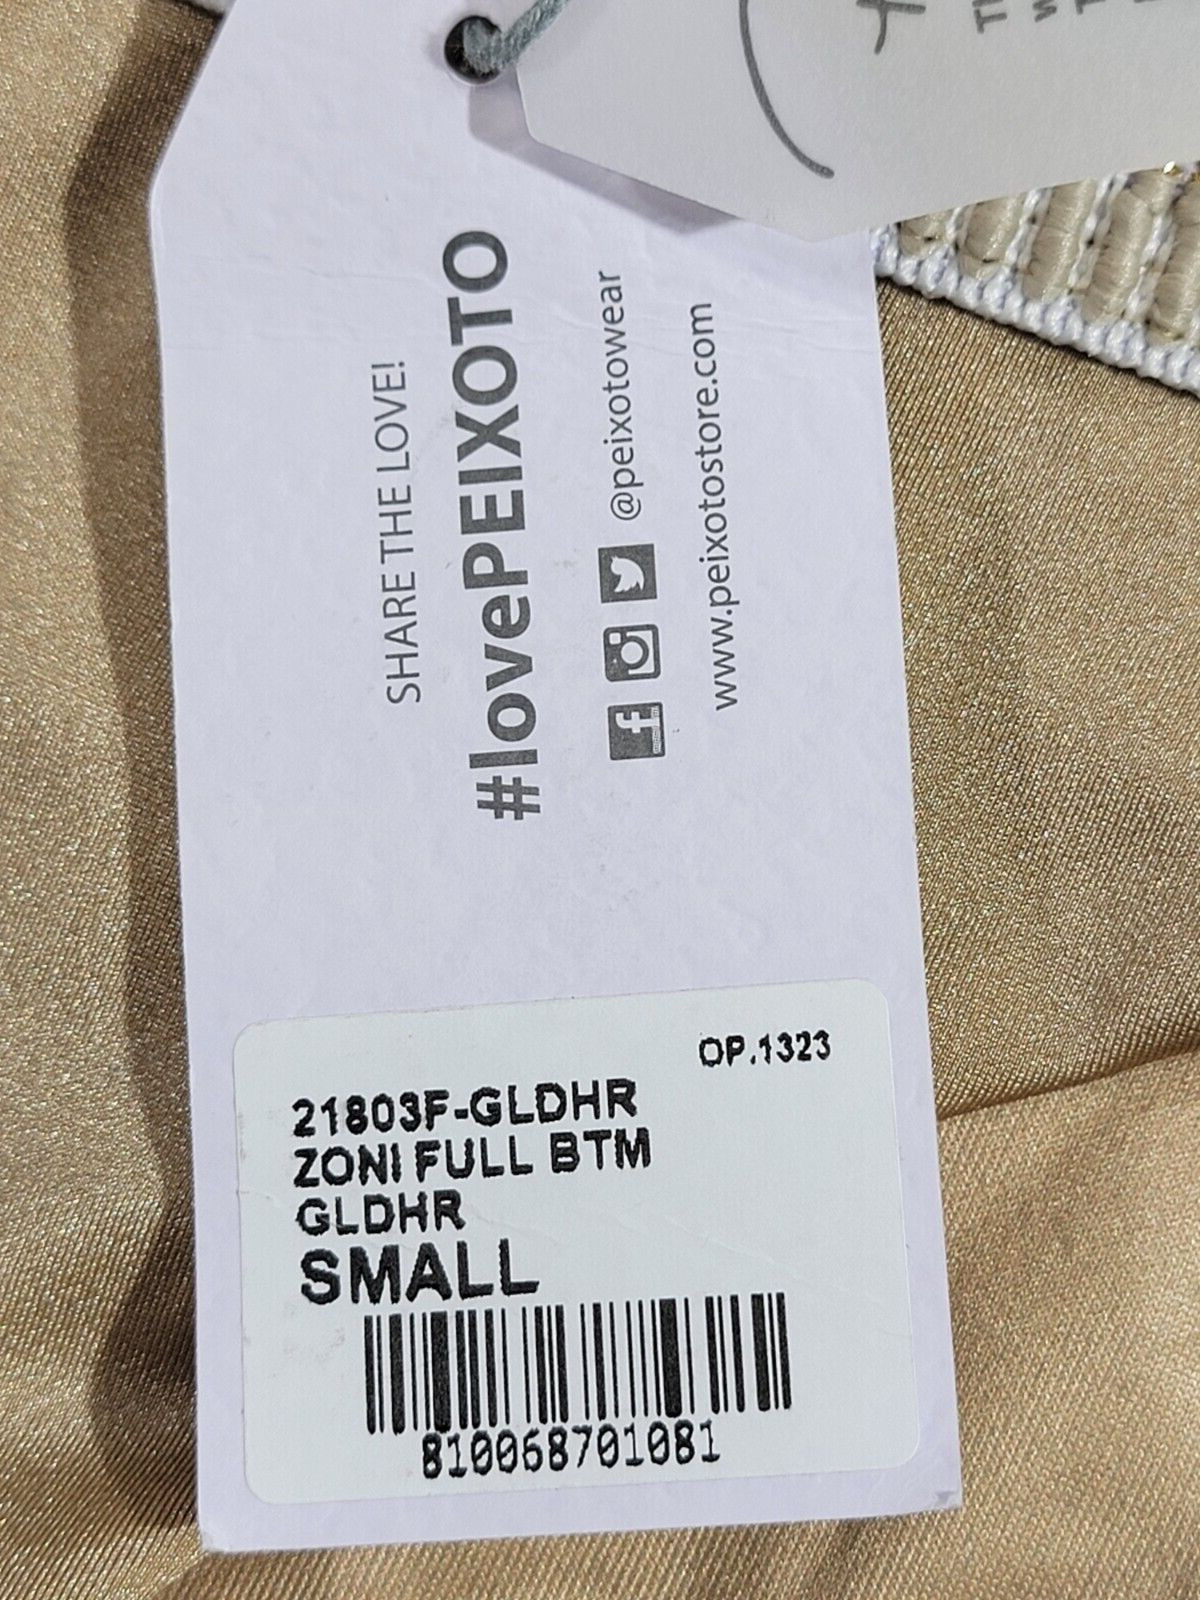 SHARE THE LOVE!
#lovePEIXOTO
@peixotowear
www.peixotostore.com
OP.1323
21803F-GLDHR
ZONI FULL BTM
GLDHR
SMALL
810068701081